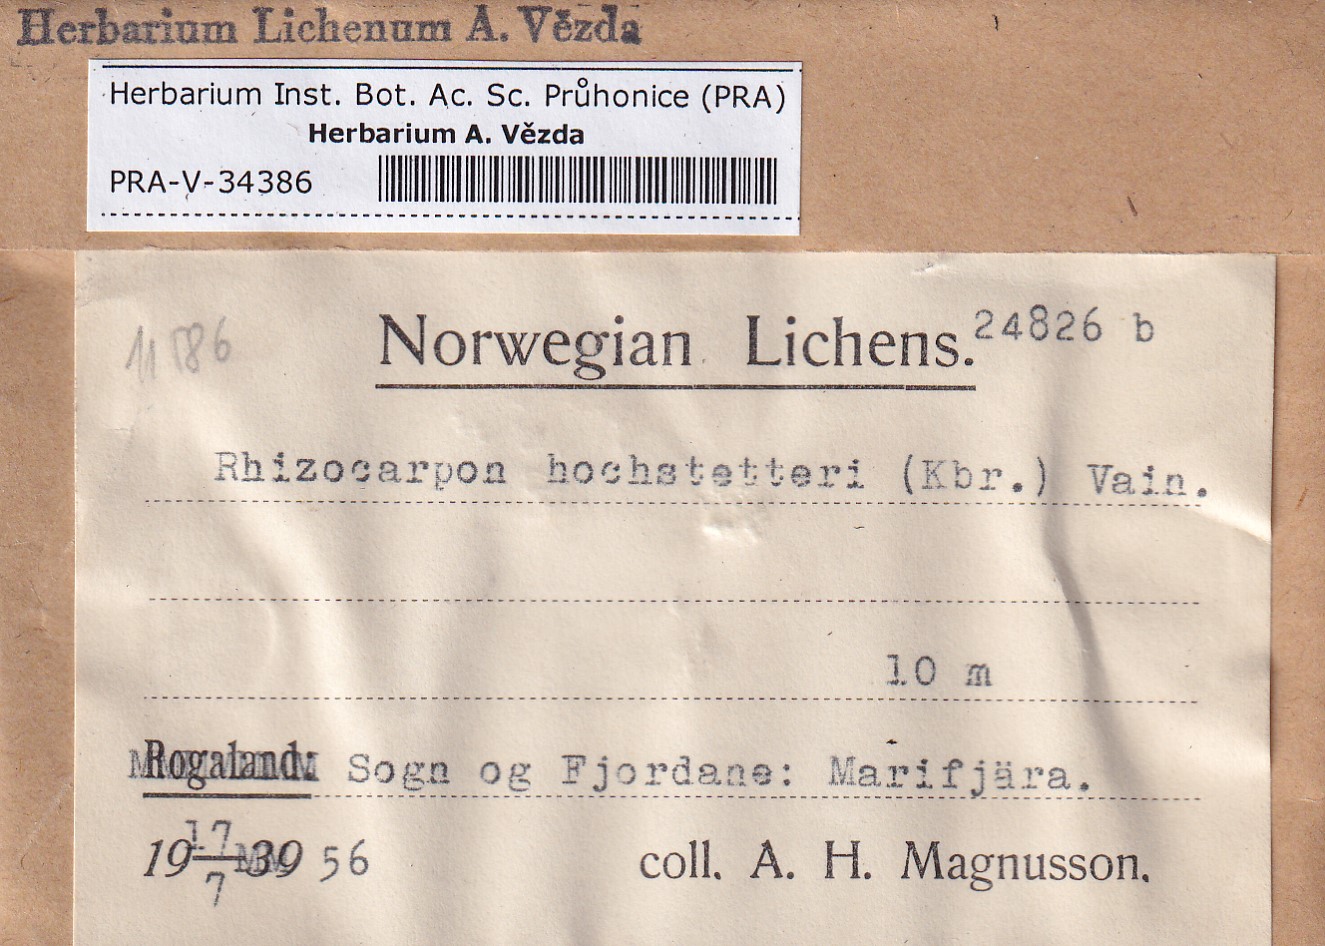 Herbarium Lichenum A. Vězda
Herbarium Inst. Bot. Ac. Sc. Průhonice (PRA)
Herbarium A. Vězda
PRA-V-34386
11586
Norwegian Lichens. 24826 b
Rhizocarpon hochstetteri (Kbr.) Vain.
10 m
Rogaland: Sogn og Fjordane: Marifjära.
19 17/7 39 56 coll. A. H. Magnusson.